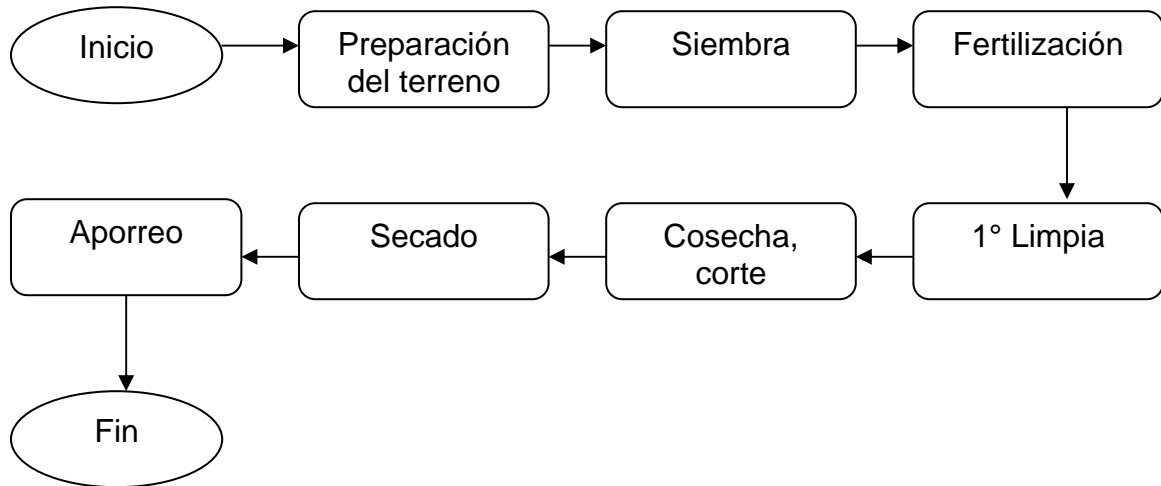 Inicio
Preparación
del terreno
Siembra
Fertilización
1° Limpia
Cosecha,
corte
Secado
Aporreo
Fin